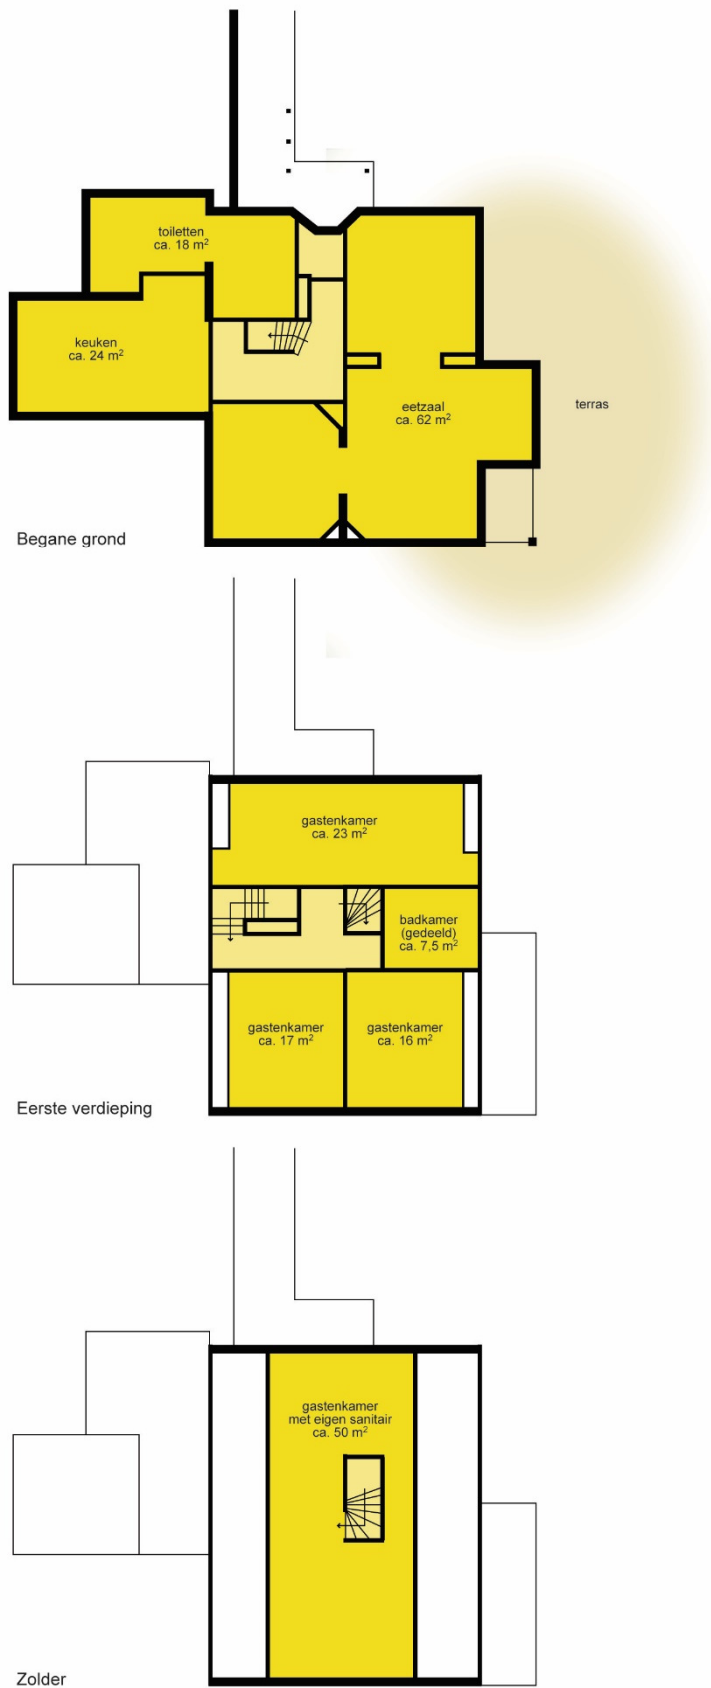 toiletten
ca. 18 m²
keuken
ca. 24 m²
eetzaal
ca. 62 m²
terras
Begane grond
gastenkamer
ca. 23 m²
badkamer
(gedeeld)
ca. 7,5 m²
gastenkamer
ca. 17 m²
gastenkamer
ca. 16 m²
Eerste verdieping
gastenkamer
met eigen sanitair
ca. 50 m²
Zolder